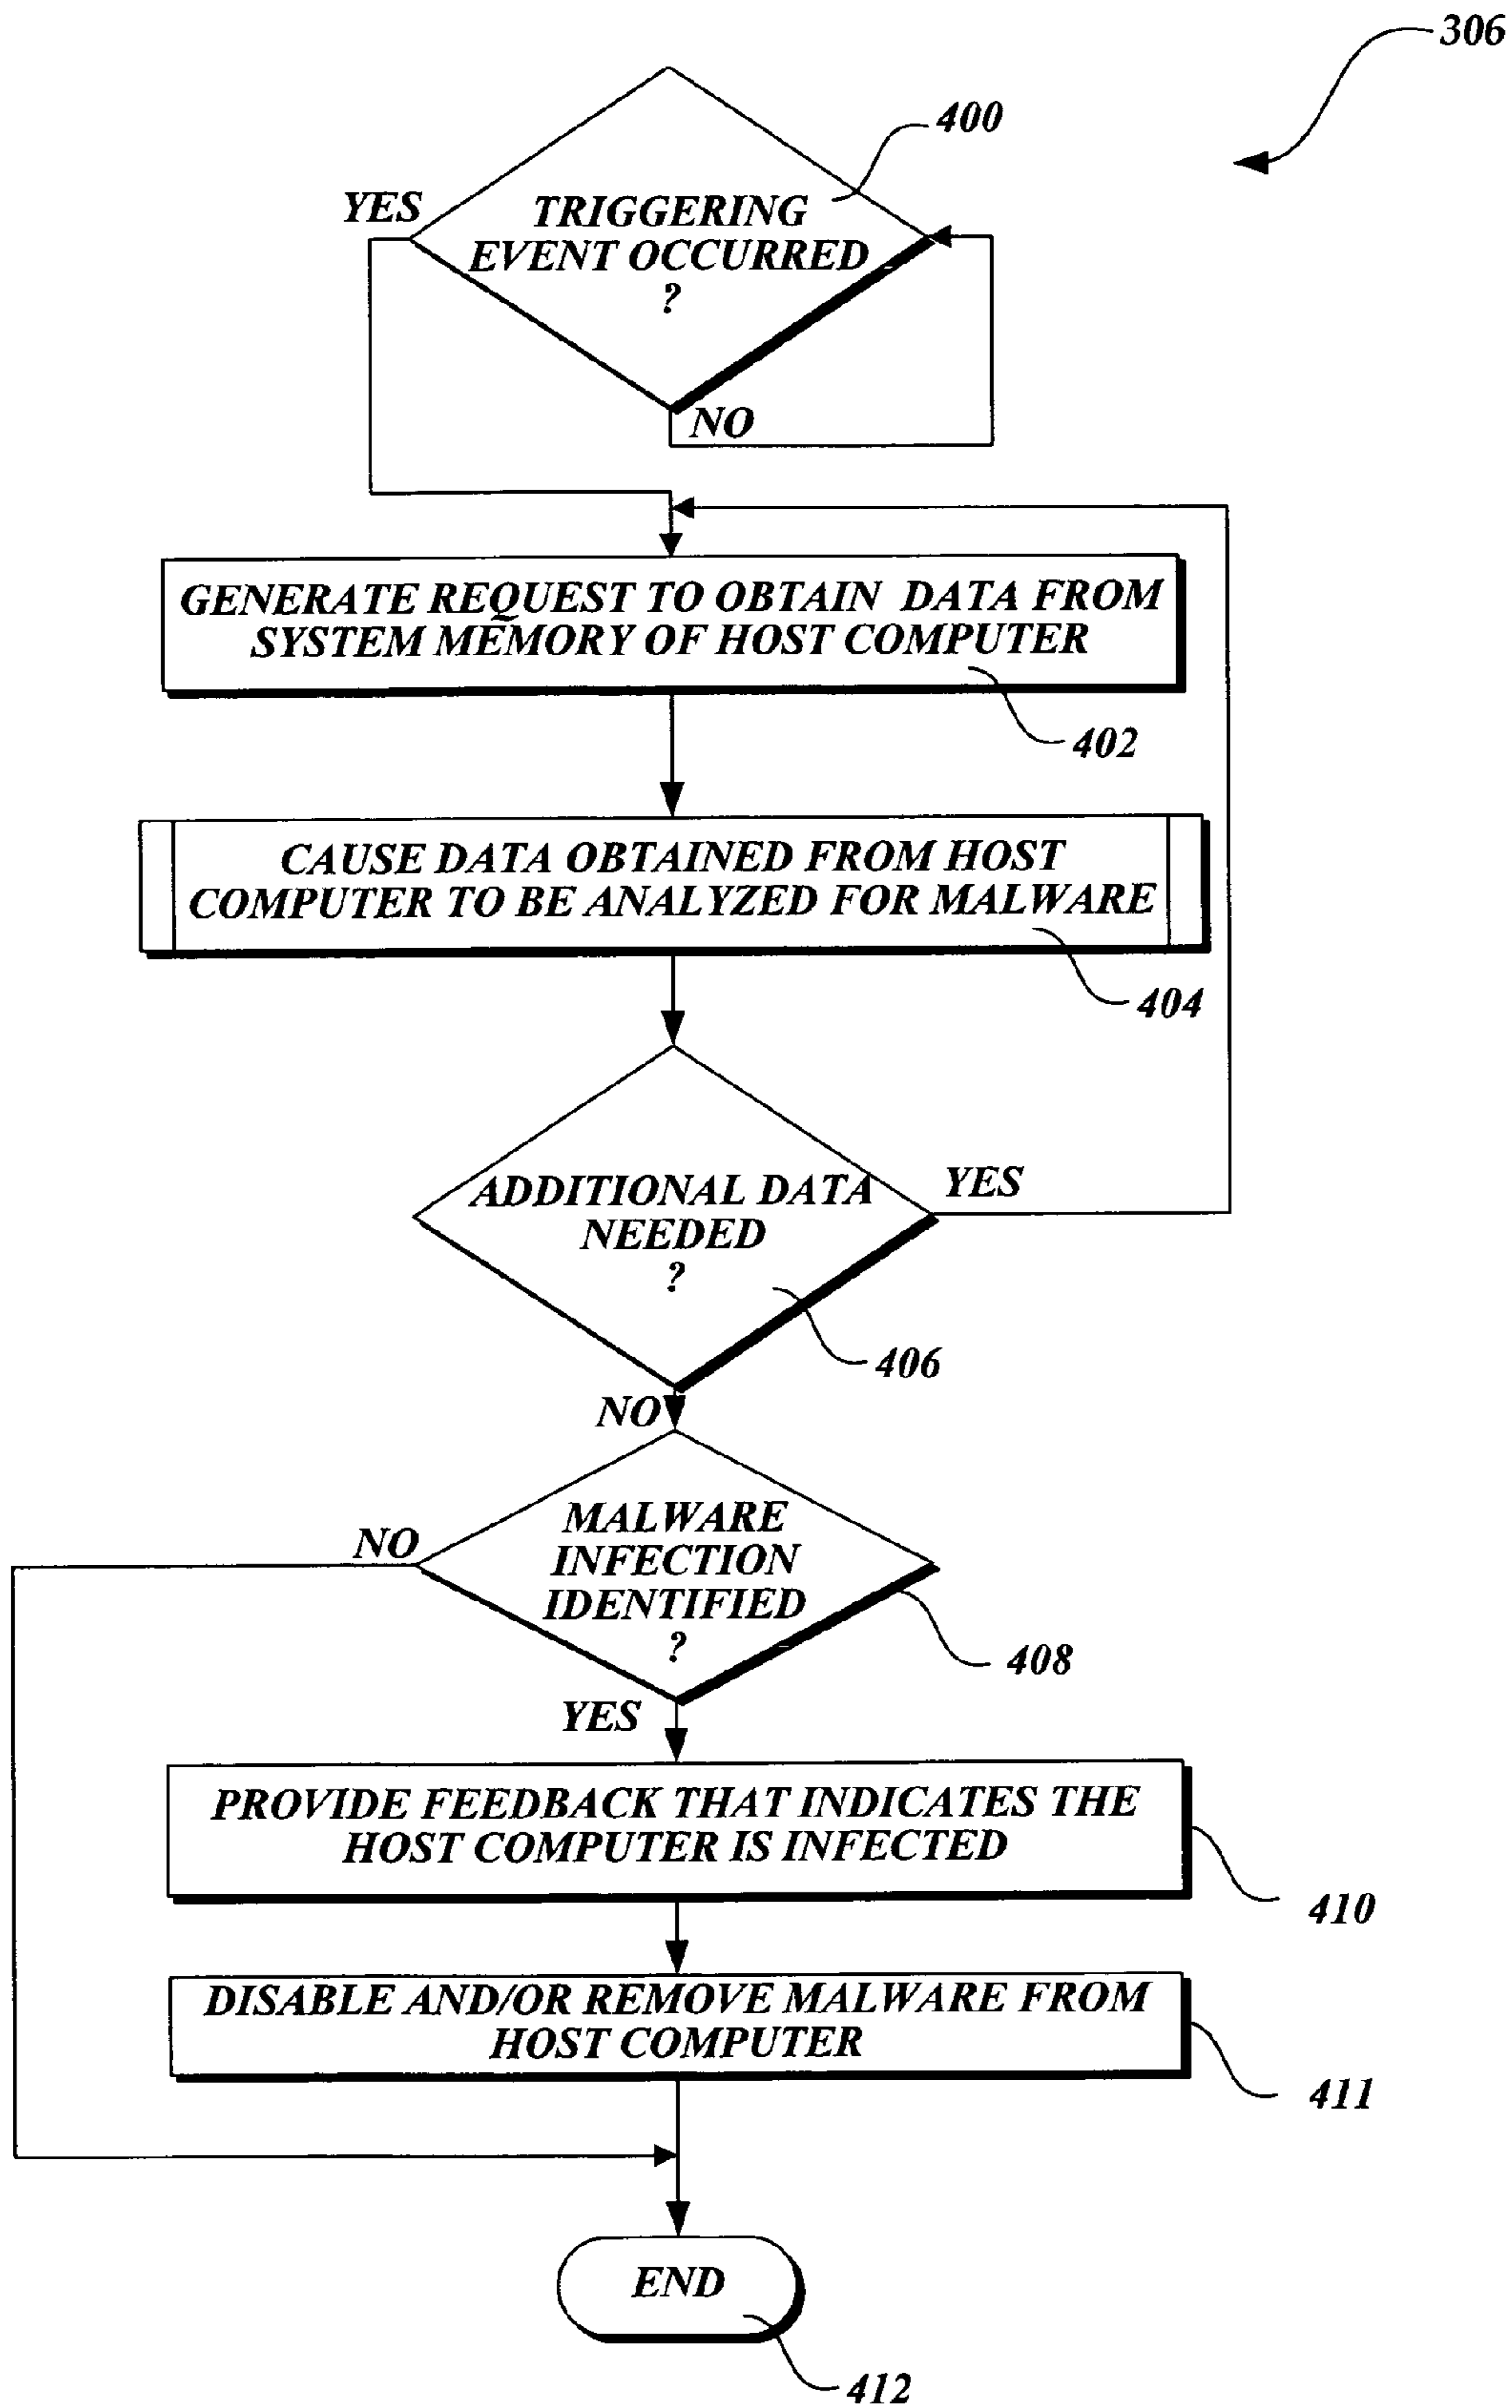 306
400
YES
TRIGGERING
EVENT OCCURRED
?
NO
GENERATE REQUEST TO OBTAIN DATA FROM
SYSTEM MEMORY OF HOST COMPUTER
402
CAUSE DATA OBTAINED FROM HOST
COMPUTER TO BE ANALYZED FOR MALWARE
404
ADDITIONAL DATA
NEEDED
?
YES
406
NO
MALWARE
INFECTION
IDENTIFIED
?
NO
408
YES
PROVIDE FEEDBACK THAT INDICATES THE
HOST COMPUTER IS INFECTED
410
DISABLE AND/OR REMOVE MALWARE FROM
HOST COMPUTER
411
END
412